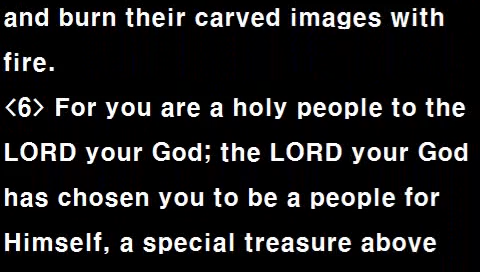 and burn their carved images with
fire.
<6> For you are a holy people to the
LORD your God; the LORD your God
has chosen you to be a people for
Himself, a special treasure above